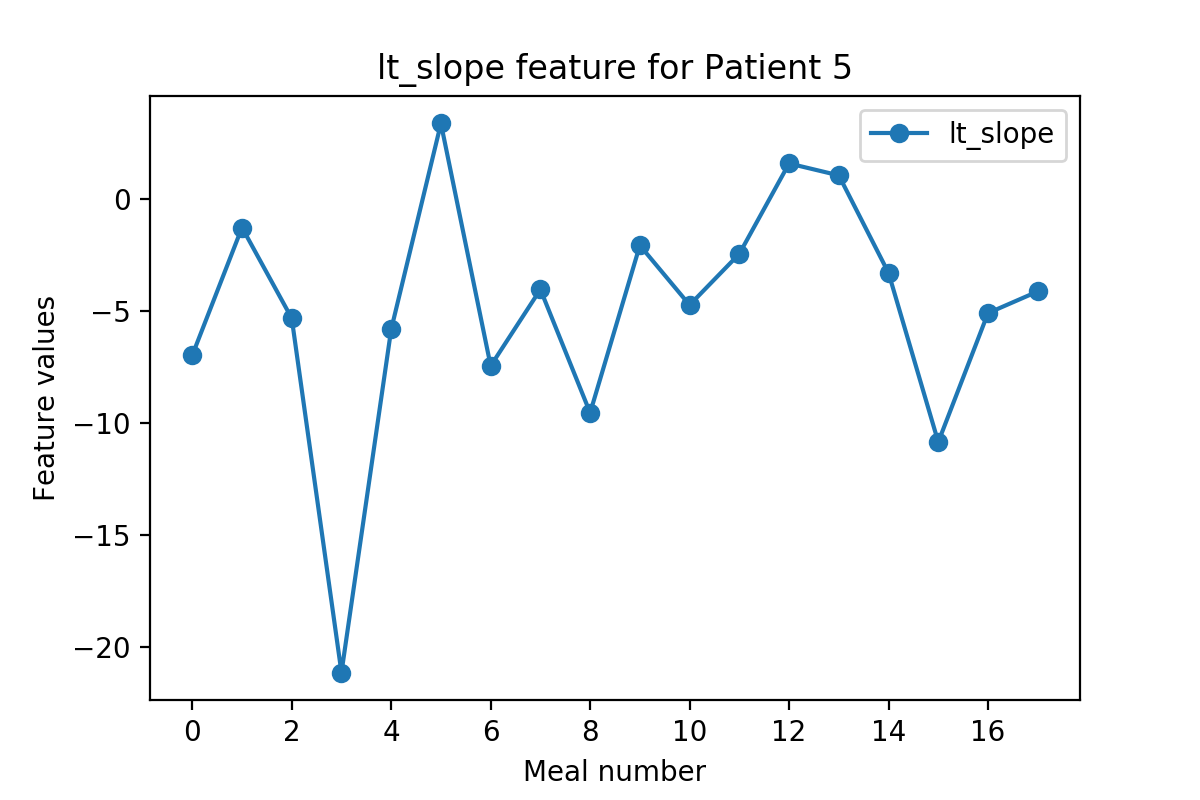 lt_slope feature for Patient 5
lt_slope
Feature values
0
−5
−10
−15
−20
0 2 4 6 8 10 12 14 16
Meal number